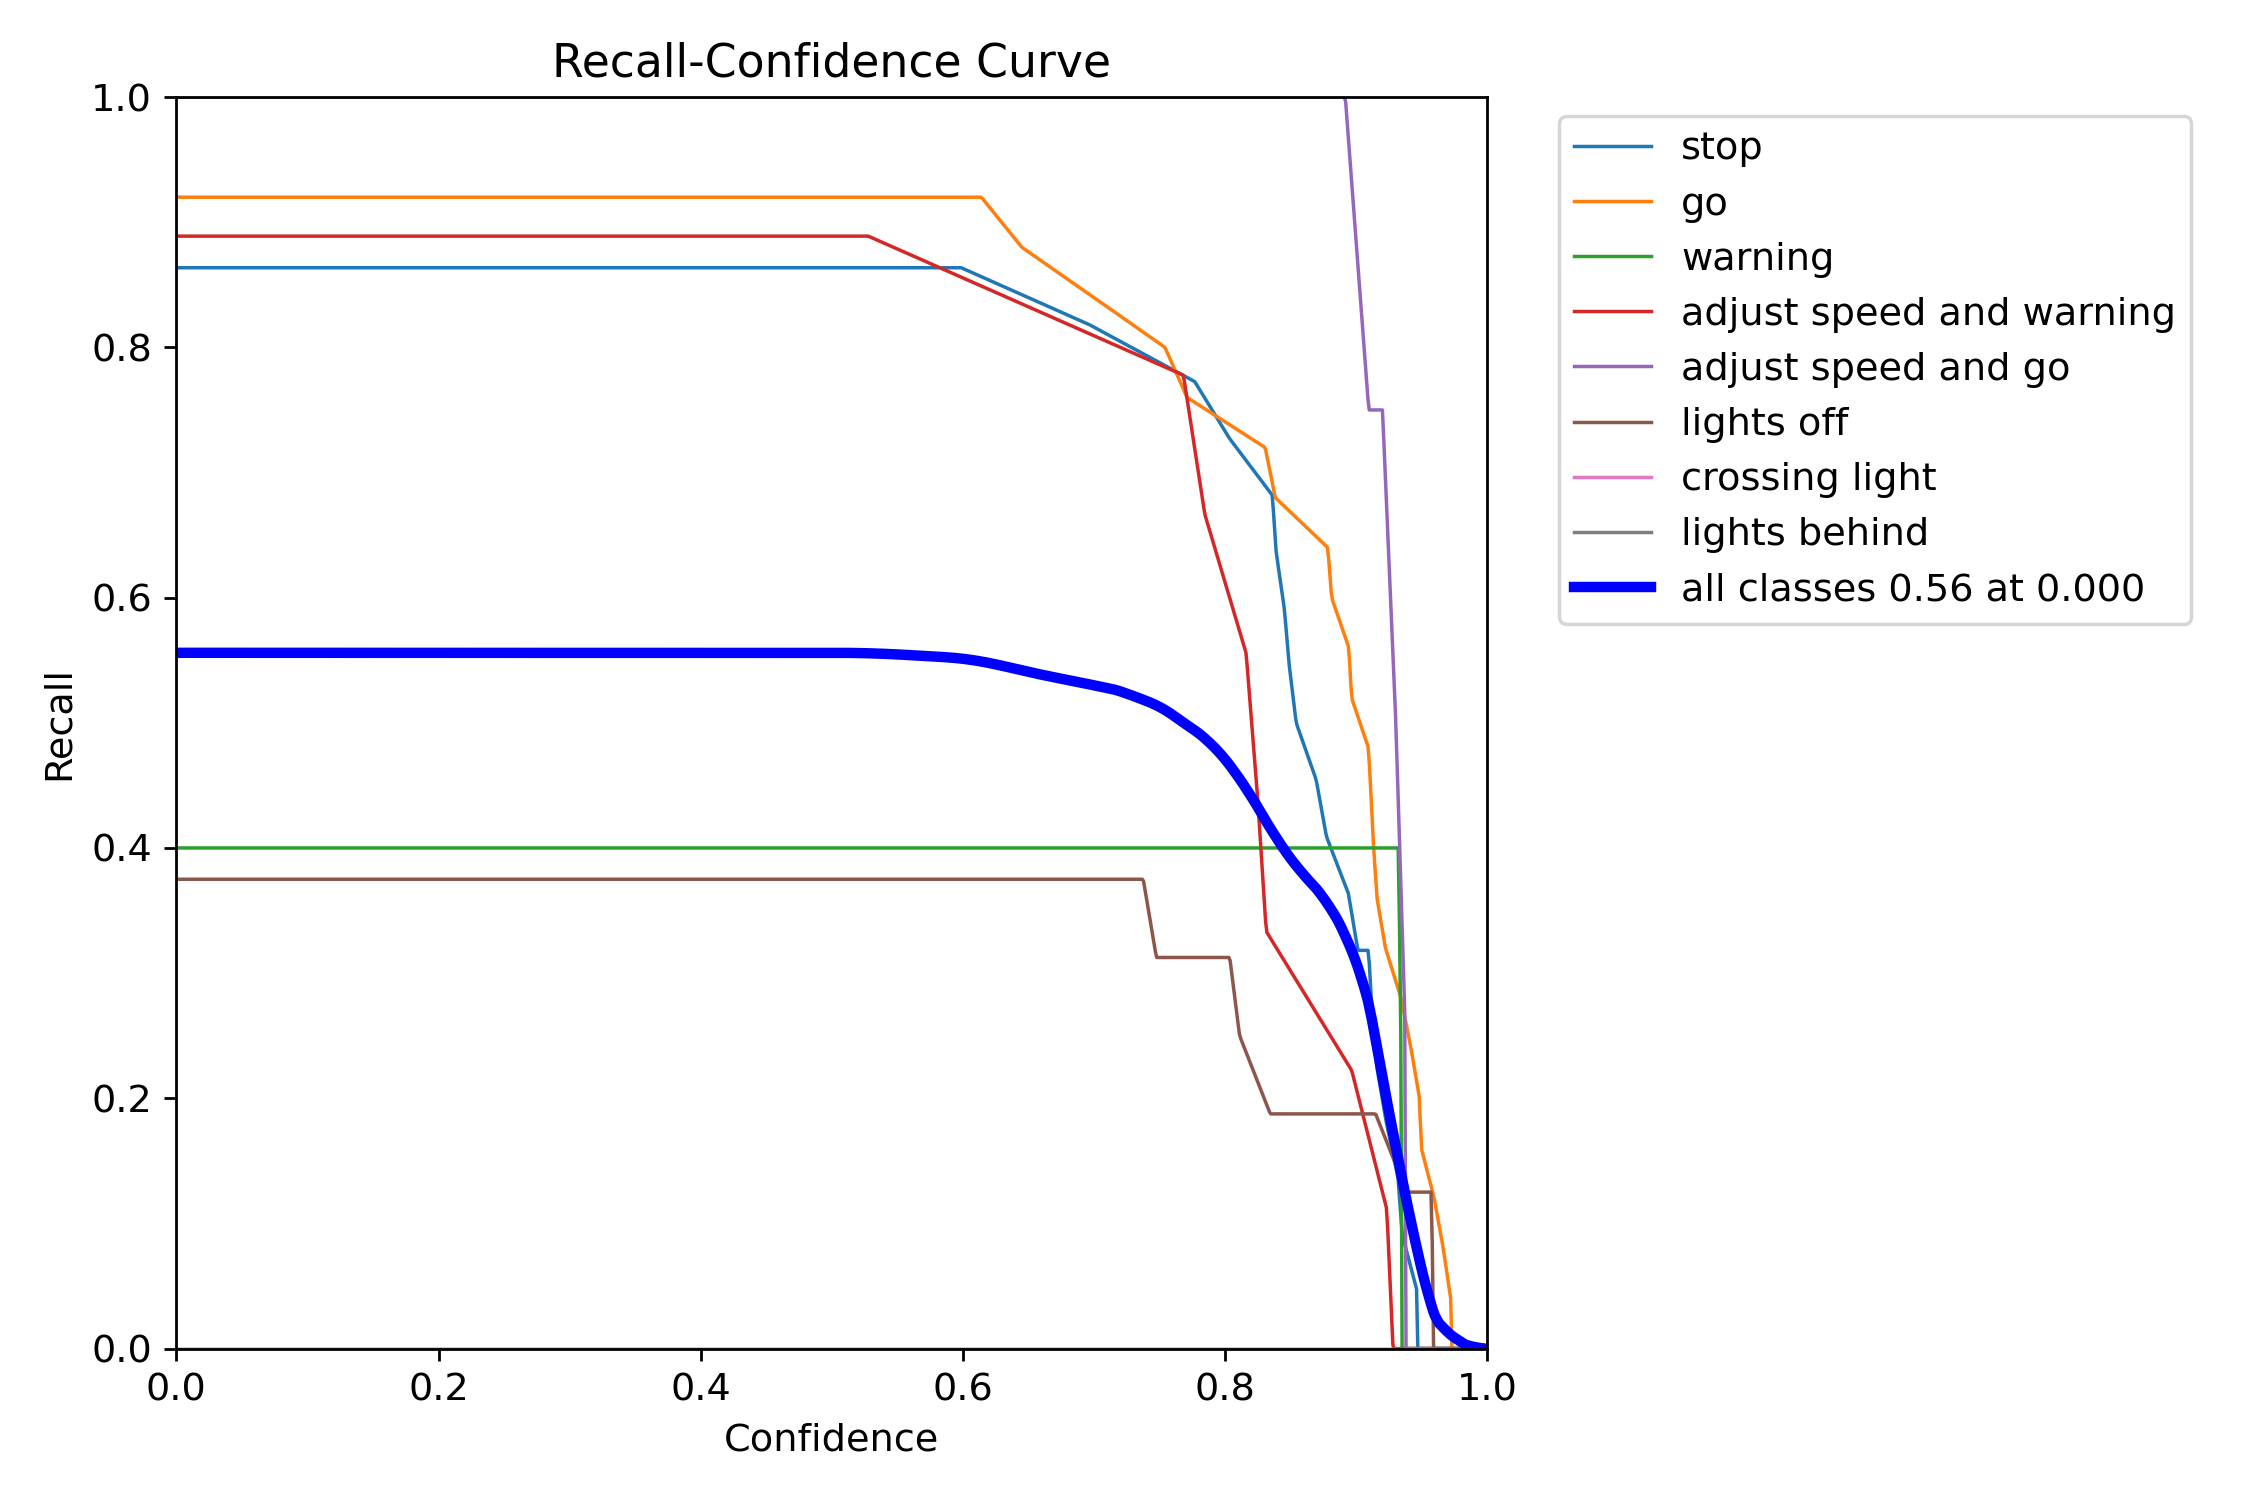 Recall-Confidence Curve
1.0
0.8
0.6
0.4
0.2
0.0
Recall
0.0 0.2 0.4 0.6 0.8 1.0
Confidence
stop
go
warning
adjust speed and warning
adjust speed and go
lights off
crossing light
lights behind
all classes 0.56 at 0.000